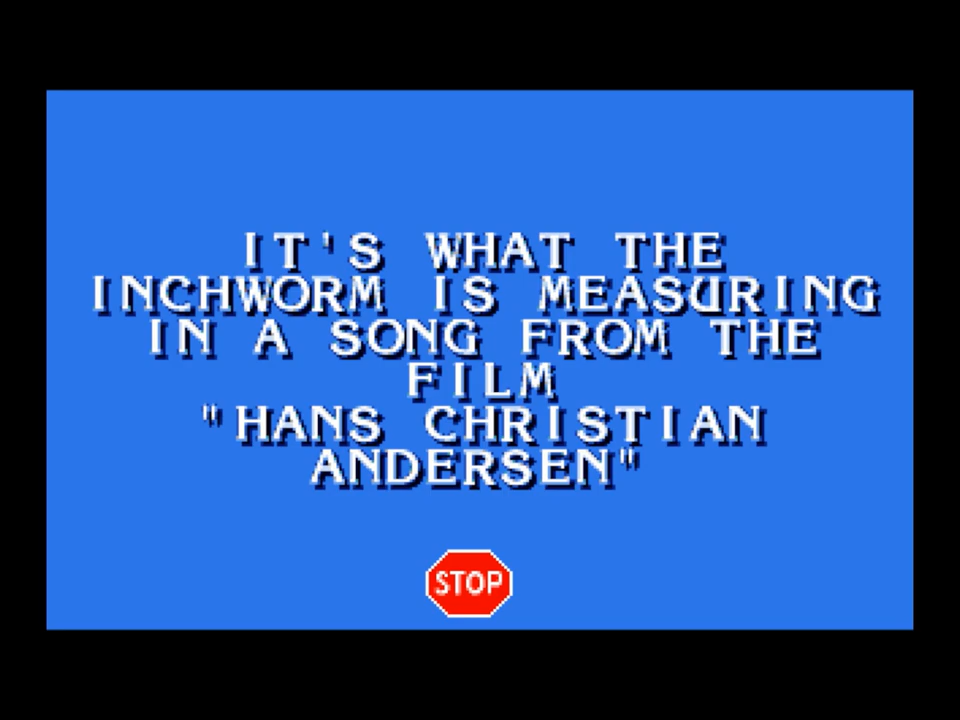 IT'S WHAT THE
INCHWORM IS MEASURING
IN A SONG FROM THE
FILM
"HANS CHRISTIAN
ANDERSEN"
STOP